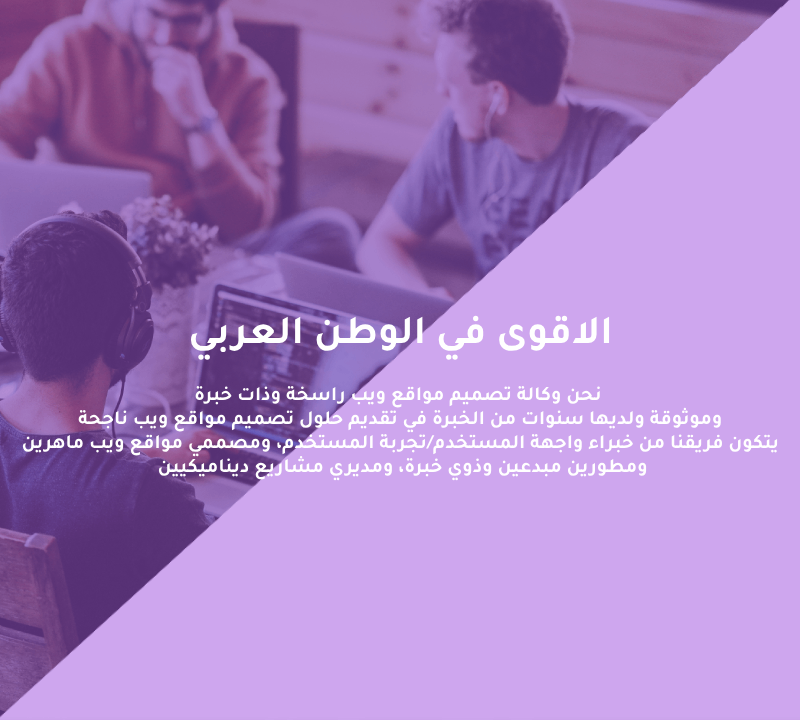 الاقوى في الوطن العربي
نحن وكالة تصميم مواقع ويب راسخة وذات خبرة
وموثوقة ولديها سنوات من الخبرة في تقديم حلول تصميم مواقع ويب ناجحة
يتكون فريقنا من خبراء واجهة المستخدم/تجربة المستخدم، ومصممي مواقع ويب ماهرين
ومطورين مبدعين وذوي خبرة، ومديري مشاريع ديناميكيين